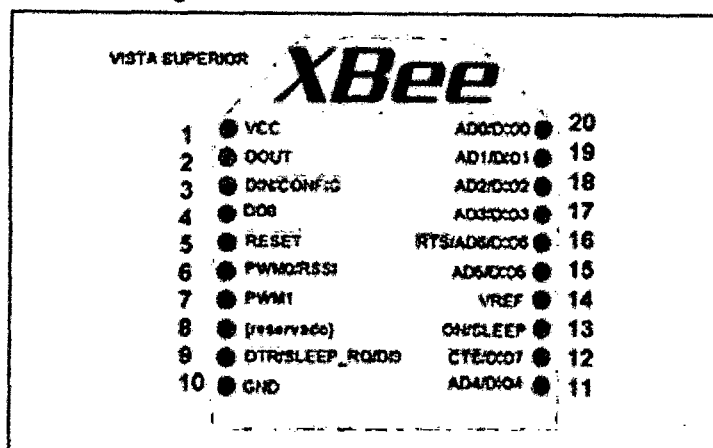 VISTA SUPERIOR
XBee
1 VCC
2 DOUT
3 DIN/CONFIG
4 DO8
5 RESET
6 PWM0/RSSI
7 PWM1
8 [reservado]
9 DTR/SLEEP_RQ/DI8
10 GND
AD0/DIO0 20
AD1/DIO1 19
AD2/DIO2 18
AD3/DIO3 17
RTS/AD6/DIO6 16
AD5/DIO5 15
VREF 14
ON/SLEEP 13
CTS/DIO7 12
AD4/DIO4 11